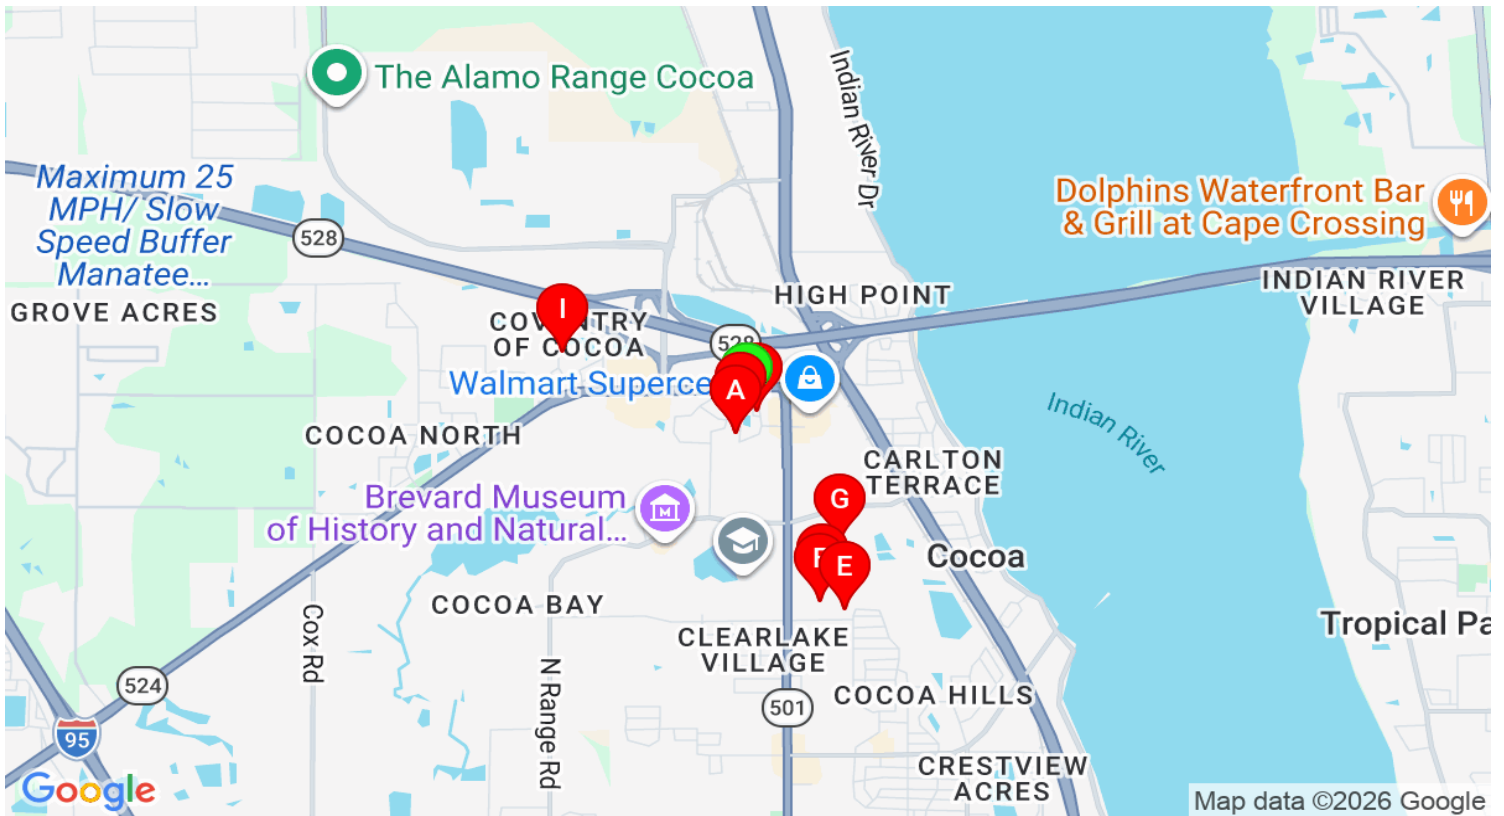 The Alamo Range Cocoa
Indian River Dr
Maximum 25
MPH/ Slow
Speed Buffer
Manatee...
528
Dolphins Waterfront Bar
& Grill at Cape Crossing
INDIAN RIVER
VILLAGE
GROVE ACRES
HIGH POINT
I
COVENTRY
OF COCOA
528
Walmart Superce
A
COCOA NORTH
Indian River
CARLTON
TERRACE
Brevard Museum
of History and Natural...
G
E
Cocoa
COCOA BAY
Cox Rd
CLEARLAKE
VILLAGE
Tropical Pa
N Range Rd
524
501
COCOA HILLS
95
CRESTVIEW
ACRES
Google
Map data ©2026 Google